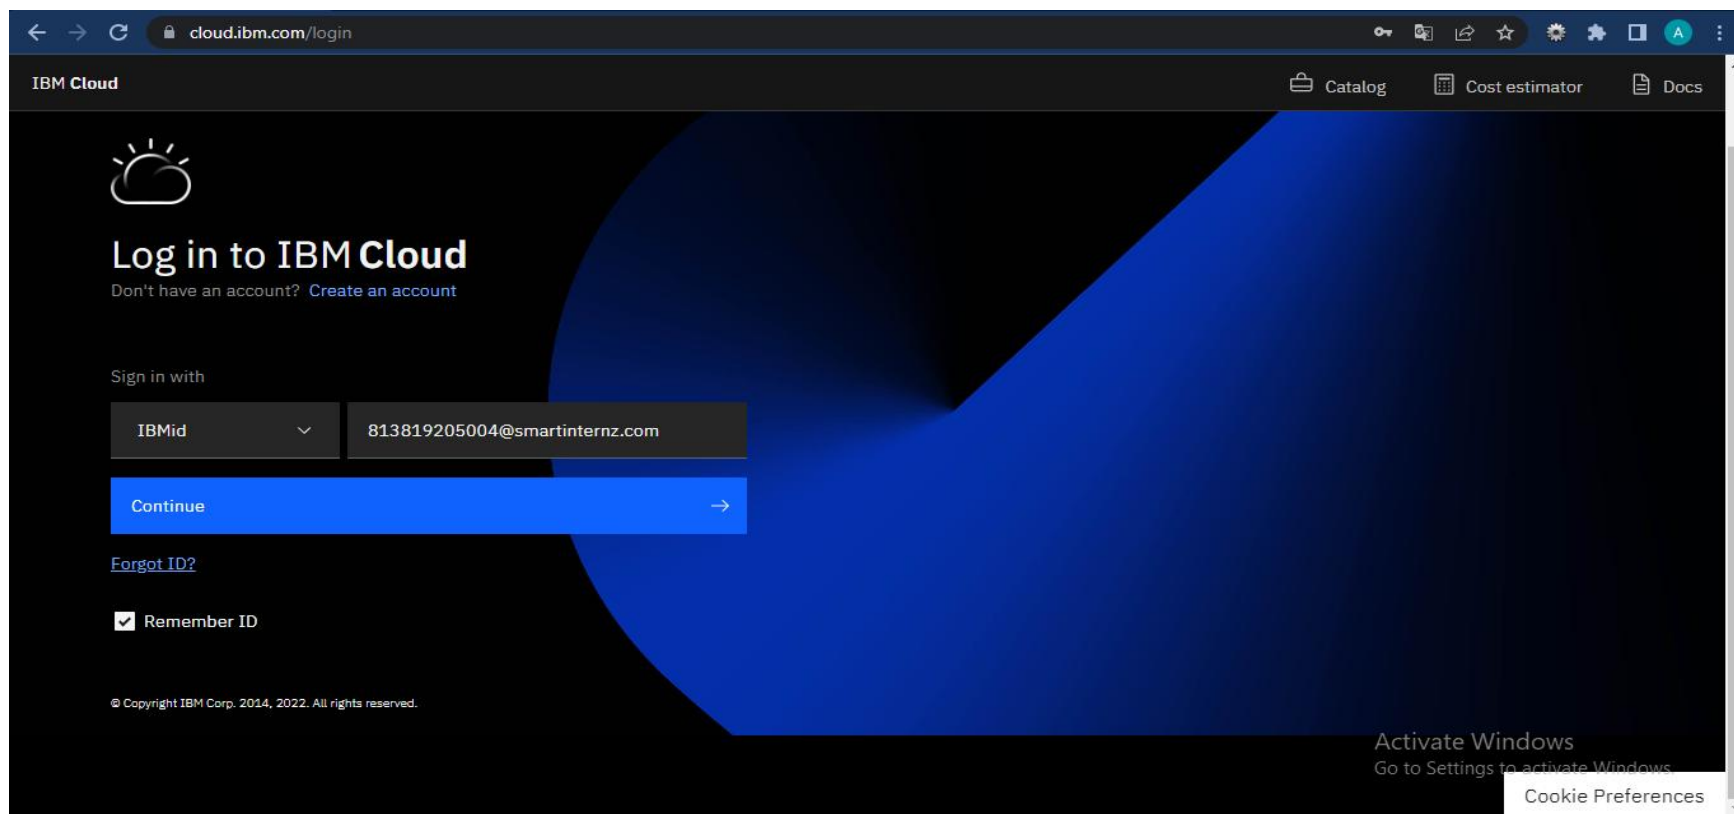 cloud.ibm.com/login
A
IBM Cloud
Catalog
Cost estimator
Docs
Log in to IBM Cloud
Don't have an account? Create an account
Sign in with
IBMid
813819205004@smartinternz.com
Continue
Forgot ID?
Remember ID
© Copyright IBM Corp. 2014, 2022. All rights reserved.
Activate Windows
Go to Settings to activate Windows.
Cookie Preferences